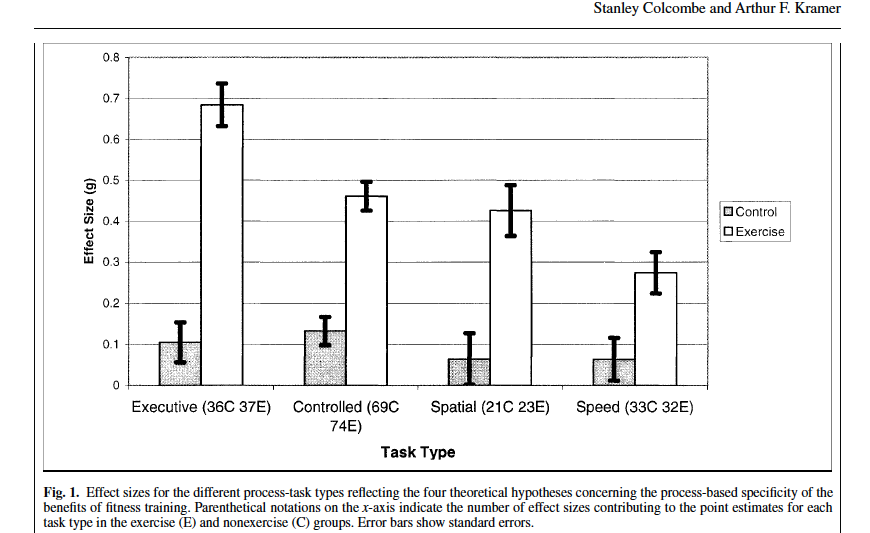 Stanley Colcombe and Arthur F. Kramer
0.8
0.7
0.6
0.5
0.4
0.3
0.2
0.1
0
Effect Size (g)
Control
Exercise
Executive (36C 37E)
Controlled (69C
74E)
Spatial (21C 23E)
Speed (33C 32E)
Task Type
Fig. 1. Effect sizes for the different process-task types reflecting the four theoretical hypotheses concerning the process-based specificity of the
benefits of fitness training. Parenthetical notations on the x-axis indicate the number of effect sizes contributing to the point estimates for each
task type in the exercise (E) and nonexercise (C) groups. Error bars show standard errors.